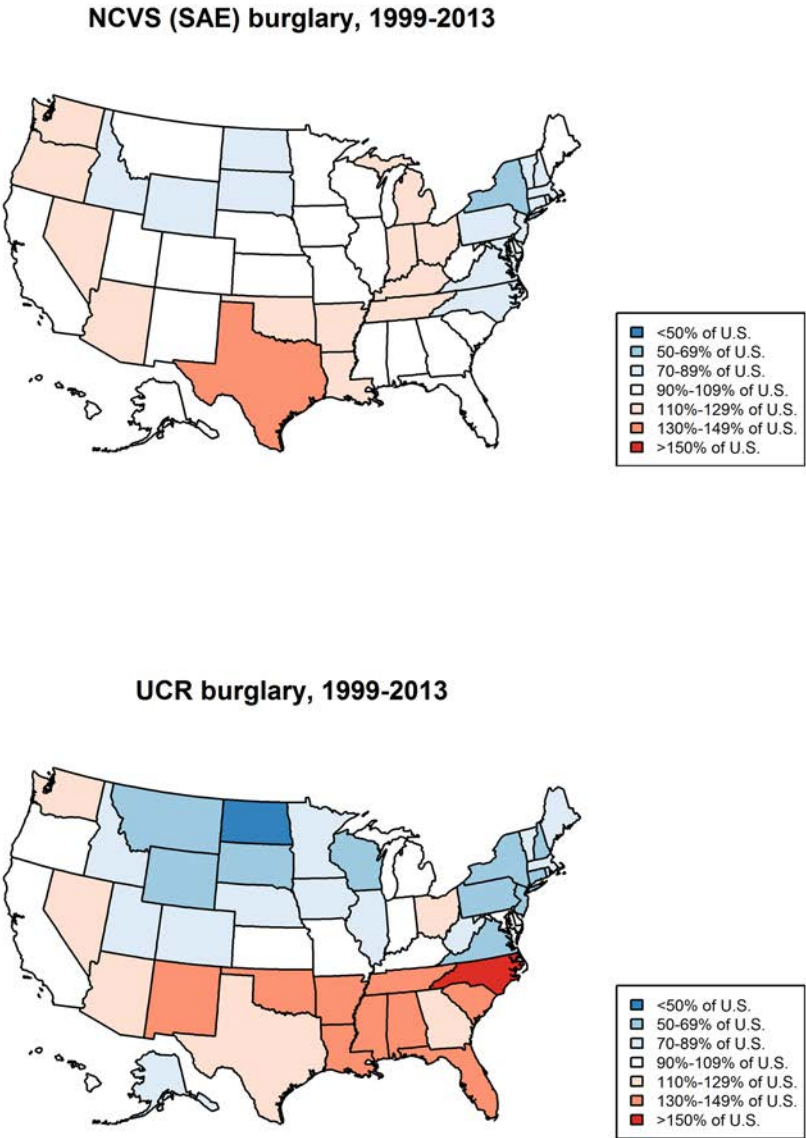 NCVS (SAE) burglary, 1999-2013
<50% of U.S.
50-69% of U.S.
70-89% of U.S.
90%-109% of U.S.
110%-129% of U.S.
130%-149% of U.S.
>150% of U.S.
UCR burglary, 1999-2013
<50% of U.S.
50-69% of U.S.
70-89% of U.S.
90%-109% of U.S.
110%-129% of U.S.
130%-149% of U.S.
>150% of U.S.